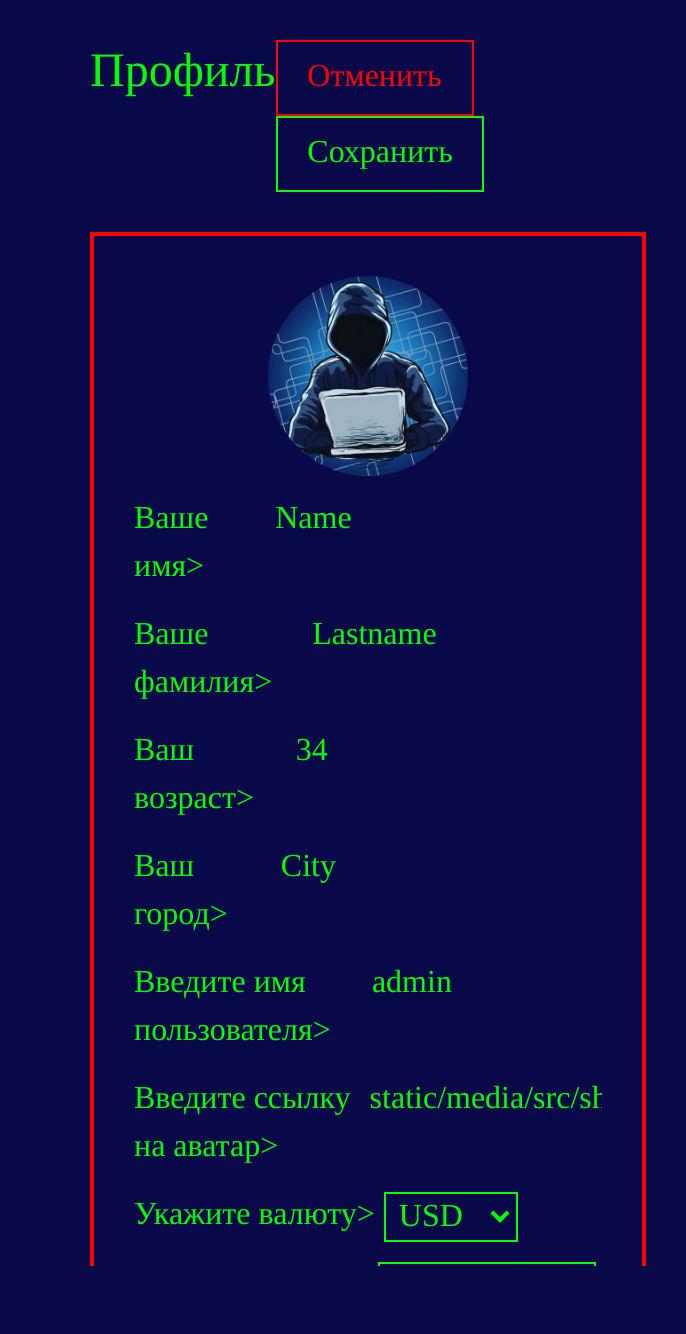 Профиль Отменить
Сохранить
Ваше Name
имя>
Ваше Lastname
фамилия>
Ваш 34
возраст>
Ваш City
город>
Введите имя admin
пользователя>
Введите ссылку static/media/src/sh
на аватар>
Укажите валюту> USD